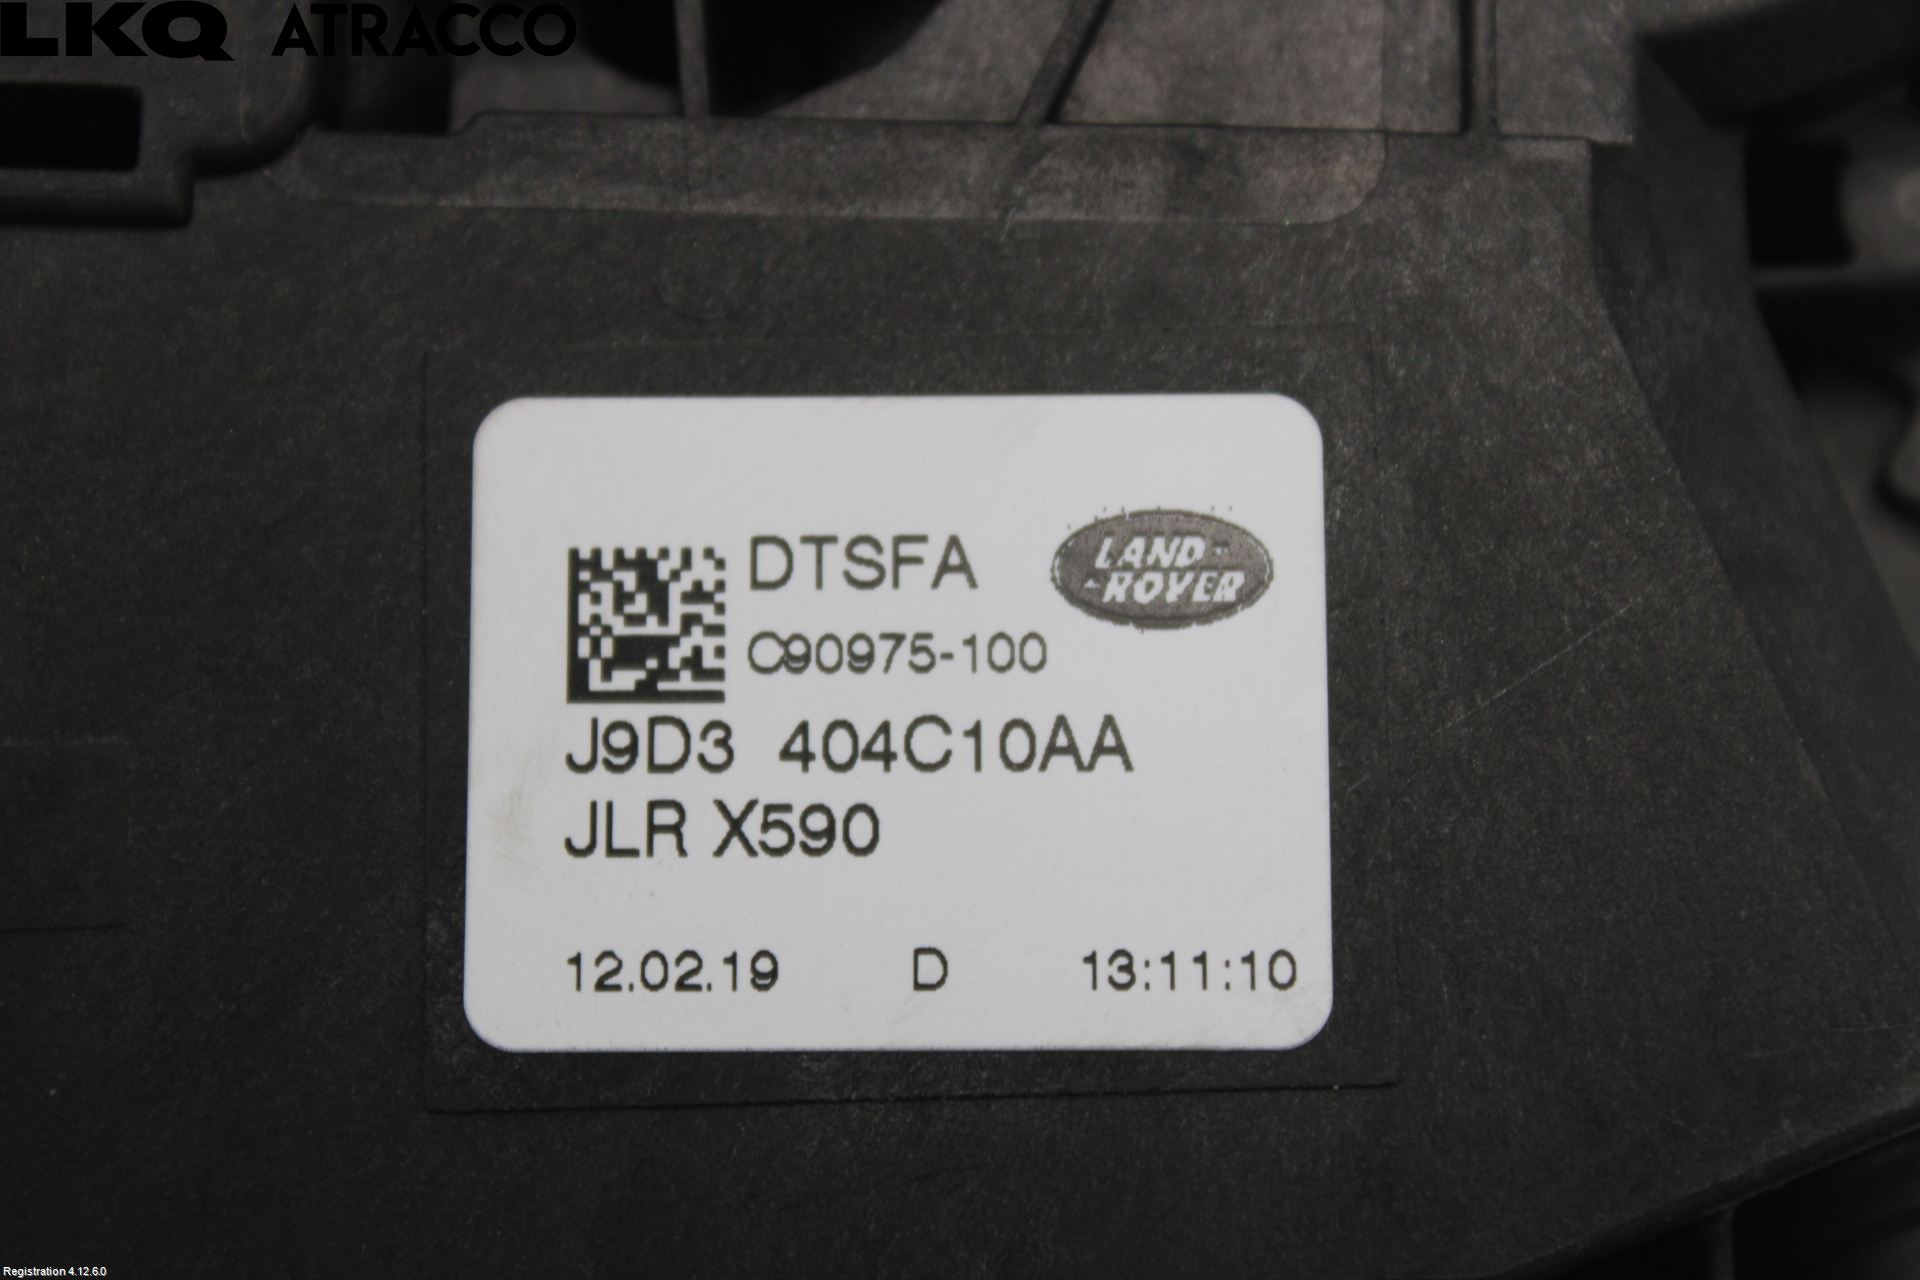 LKQ ATRACCO
DTSFA
LAND
ROVER
C90975-100
J9D3 404C10AA
JLR X590
12.02.19 D 13:11:10
Registration 4.12.6.0